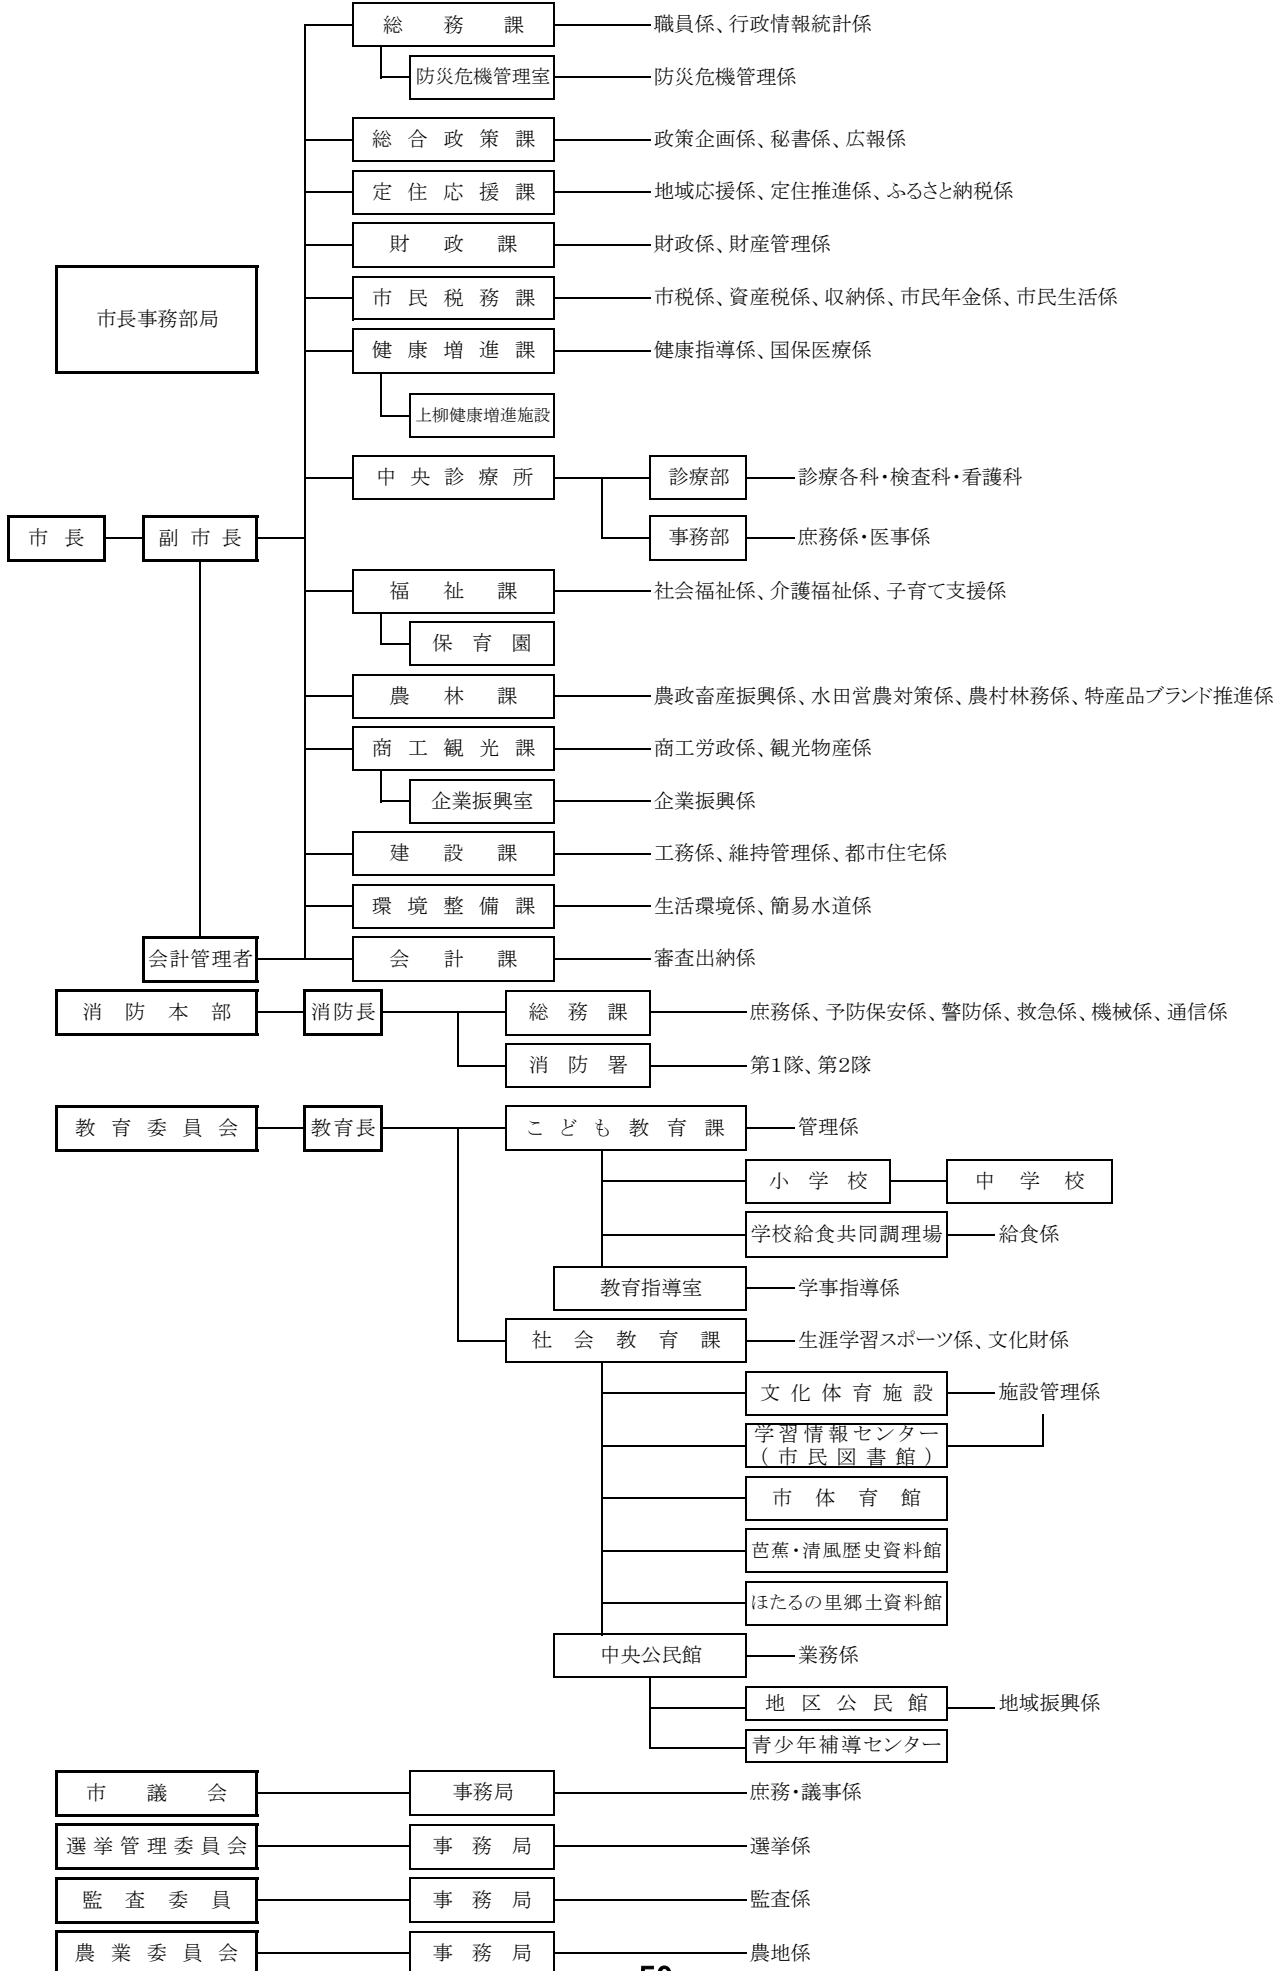 総務課 職員係、行政情報統計係
防災危機管理室 防災危機管理係
総合政策課 政策企画係、秘書係、広報係
定住応援課 地域応援係、定住推進係、ふるさと納税係
財政課 財政係、財産管理係
市民税務課 市税係、資産税係、収納係、市民年金係、市民生活係
市長事務部局
健康増進課 健康指導係、国保医療係
上柳健康増進施設
中央診療所 診療部 診療各科・検査科・看護科
市長 副市長 事務部 庶務係・医事係
福祉課 社会福祉係、介護福祉係、子育て支援係
保育園
農林課 農政畜産振興係、水田営農対策係、農村林務係、特産品ブランド推進係
商工観光課 商工労政係、観光物産係
企業振興室 企業振興係
建設課 工務係、維持管理係、都市住宅係
環境整備課 生活環境係、簡易水道係
会計管理者 会計課 審査出納係
消防本部 消防長 総務課 庶務係、予防保安係、警防係、救急係、機械係、通信係
消防署 第1隊、第2隊
教育委員会 教育長 こども教育課 管理係
小学校 中学校
学校給食共同調理場 給食係
教育指導室 学事指導係
社会教育課 生涯学習スポーツ係、文化財係
文化体育施設 施設管理係
学習情報センター
(市民図書館)
市体育館
芭蕉・清風歴史資料館
ほたるの里郷土資料館
中央公民館 業務係
地区公民館 地域振興係
青少年補導センター
市議会 事務局 庶務・議事係
選挙管理委員会 事務局 選挙係
監査委員 事務局 監査係
農業委員会 事務局 農地係